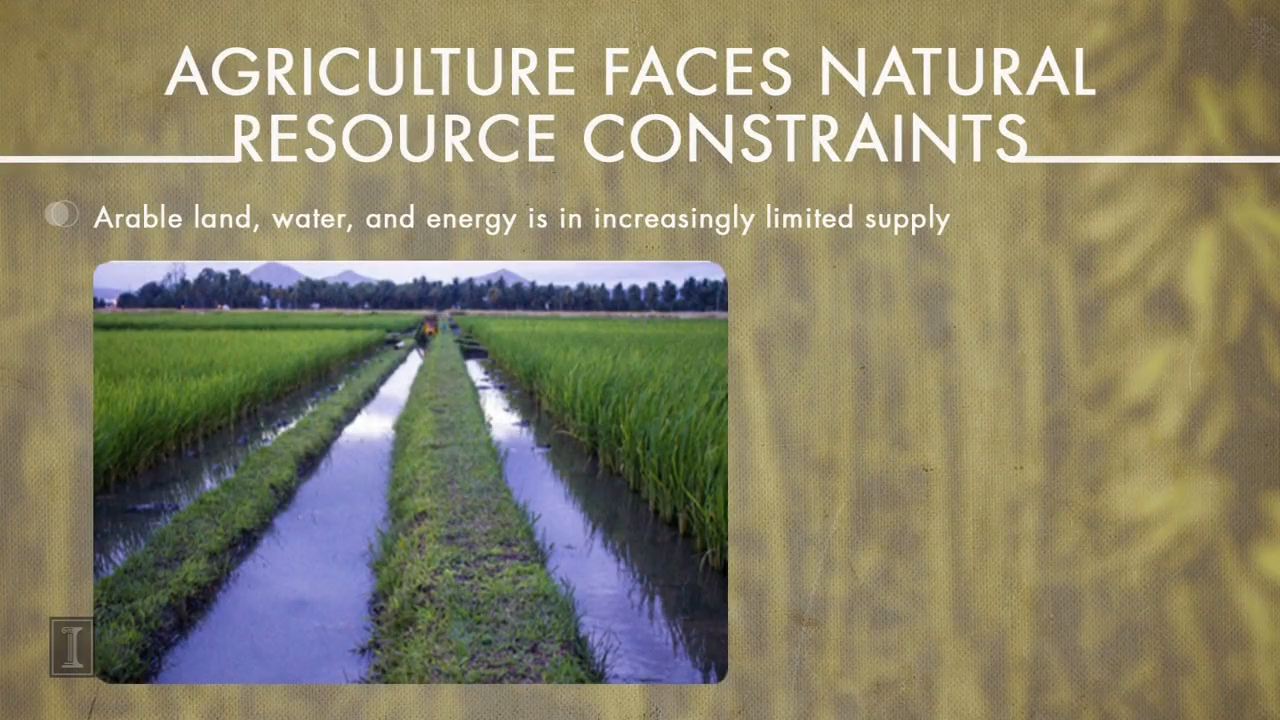 AGRICULTURE FACES NATURAL
RESOURCE CONSTRAINTS
Arable land, water, and energy is in increasingly limited supply
I